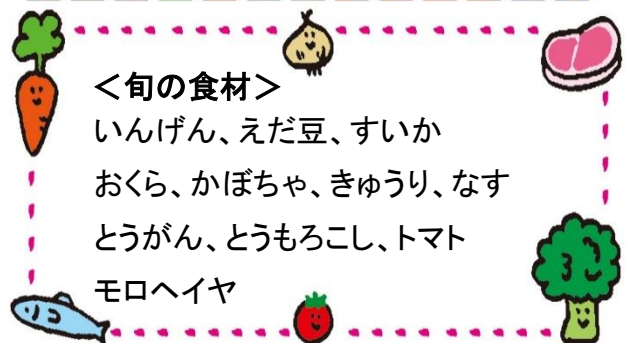 ＜旬の食材＞
いんげん、えだ豆、すいか
おくら、かぼちゃ、きゅうり、なす
とうがん、とうもろこし、トマト
モロヘイヤ